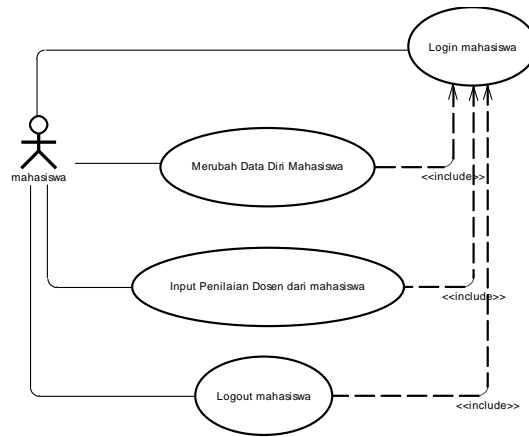 Login mahasiswa
mahasiswa
Merubah Data Diri Mahasiswa
<<include>>
Input Penilaian Dosen dari mahasiswa
<<include>>
Logout mahasiswa
<<include>>